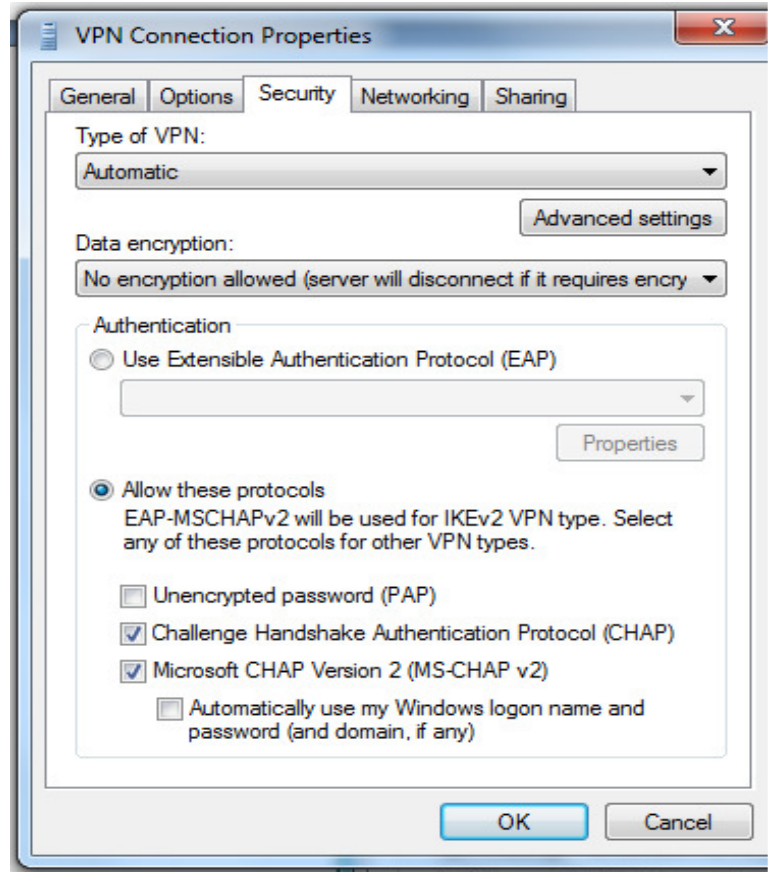 VPN Connection Properties
General Options Security Networking Sharing
Type of VPN:
Automatic
Advanced settings
Data encryption:
No encryption allowed (server will disconnect if it requires encry
Authentication
Use Extensible Authentication Protocol (EAP)
Properties
Allow these protocols
EAP-MSCHAPv2 will be used for IKEv2 VPN type. Select
any of these protocols for other VPN types.
Unencrypted password (PAP)
Challenge Handshake Authentication Protocol (CHAP)
Microsoft CHAP Version 2 (MS-CHAP v2)
Automatically use my Windows logon name and
password (and domain, if any)
OK Cancel